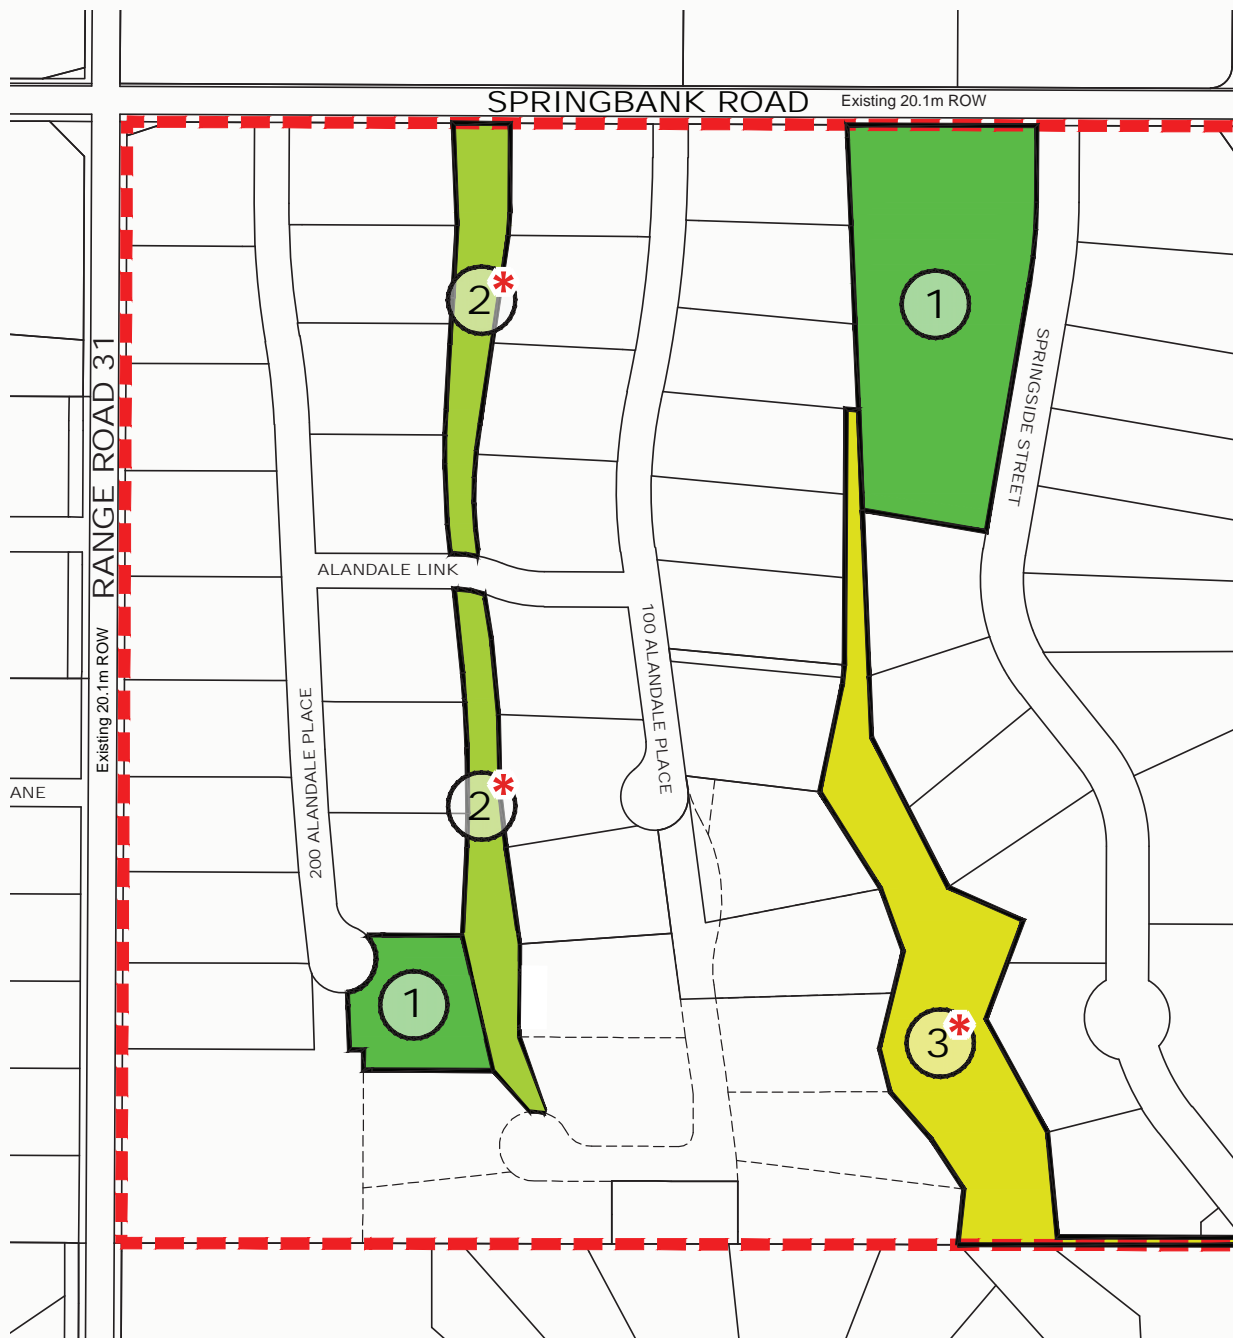 SPRINGBANK ROAD
Existing 20.1m ROW
2*
1
SPRINGSIDE STREET
RANGE ROAD 31
Existing 20.1m ROW
ALANDALE LINK
100 ALANDALE PLACE
200 ALANDALE PLACE
ANE
2*
1
3*